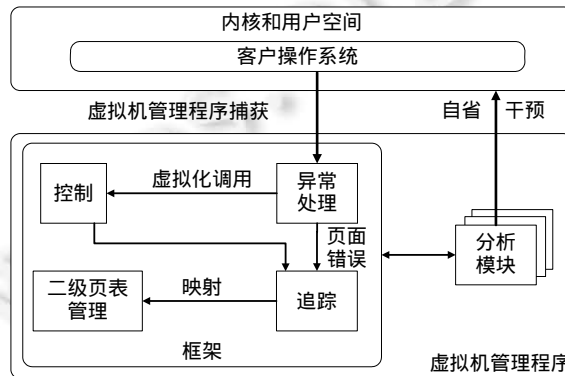 内核和用户空间
客户操作系统
虚拟机管理程序捕获
自省
干预
控制
虚拟化调用
异常
处理
页面
错误
分析
模块
二级页表
管理
映射
追踪
框架
虚拟机管理程序